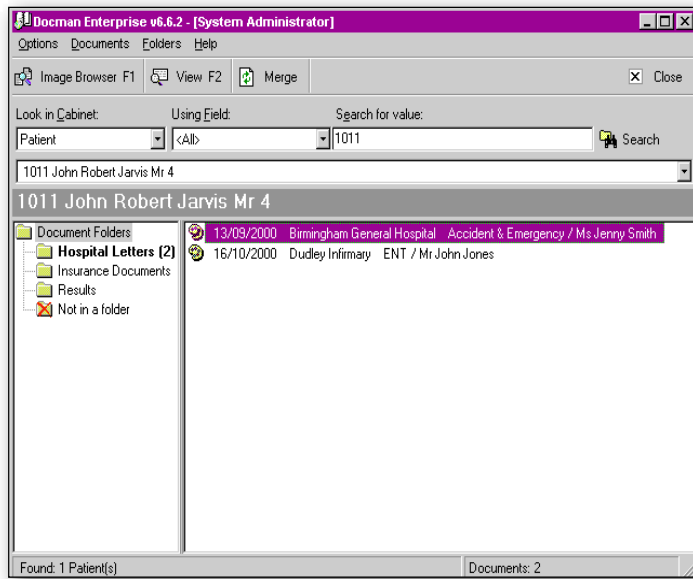 Docman Enterprise v6.6.2 - [System Administrator]
Options Documents Folders Help
Image Browser F1 View F2 Merge Close
Look in Cabinet: Using Field: Search for value:
Patient <All> 1011 Search
1011 John Robert Jarvis Mr 4
1011 John Robert Jarvis Mr 4
Document Folders
Hospital Letters (2)
Insurance Documents
Results
Not in a folder
13/09/2000 Birmingham General Hospital Accident & Emergency / Ms Jenny Smith
16/10/2000 Dudley Infirmary ENT / Mr John Jones
Found: 1 Patient(s) Documents: 2